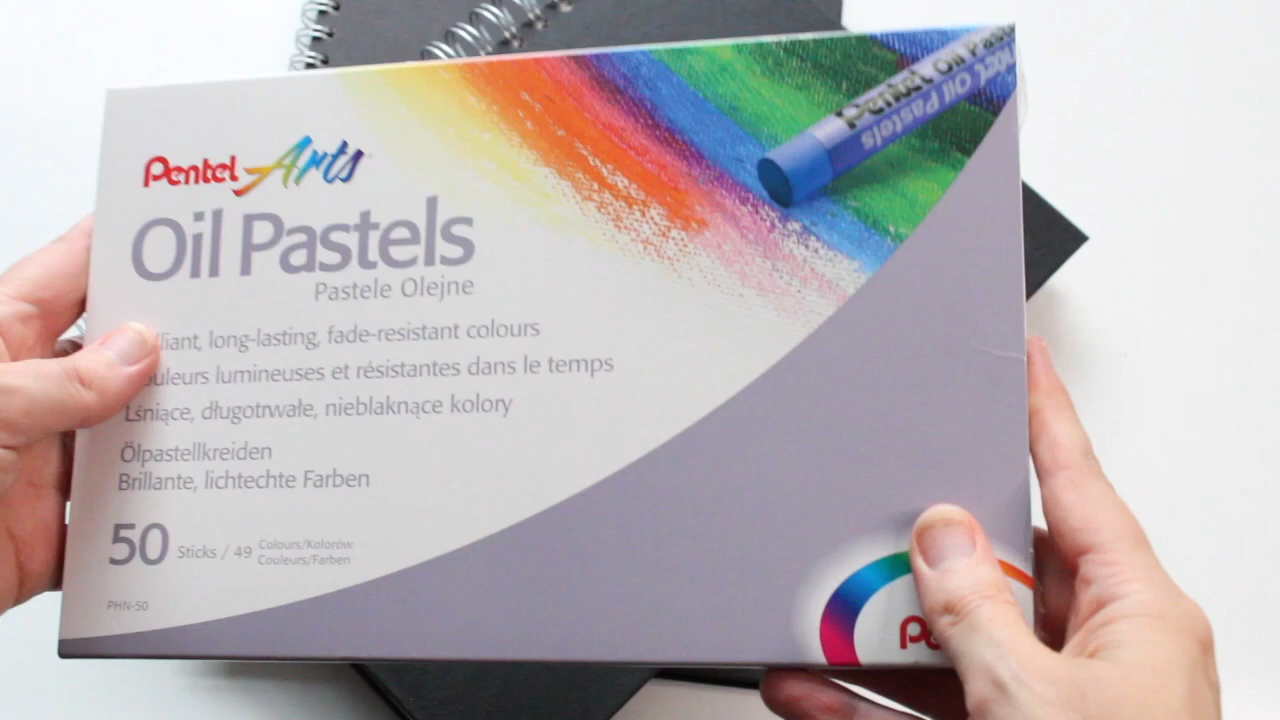 Pentel Arts
Oil Pastels
Pastele Olejne
long-lasting, fade-resistant colours
lumineuses et résistantes dans le temps
Lśniące, długotrwałe, nieblaknące kolory
Ölpastellkreiden
Brillante, lichtechte Farben
50 Sticks / 49 Colours/Kolorów
Couleurs/Farben
PHN-50
Pentel Oil
Oil Pastels